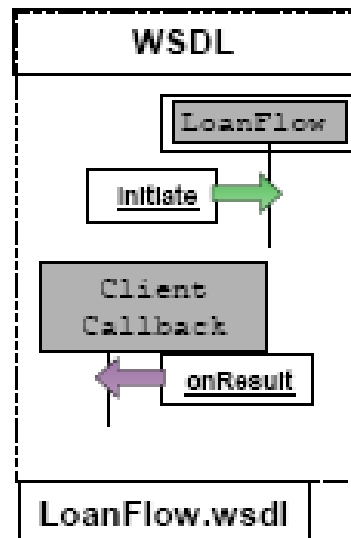 WSDL
LoanFlow
initiate
Client
Callback
onResult
LoanFlow.wsdl